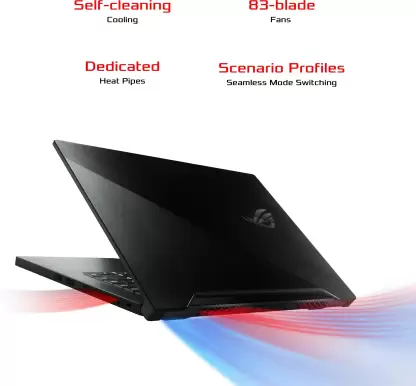 Self-cleaning
Cooling
83-blade
Fans
Dedicated
Heat Pipes
Scenario Profiles
Seamless Mode Switching